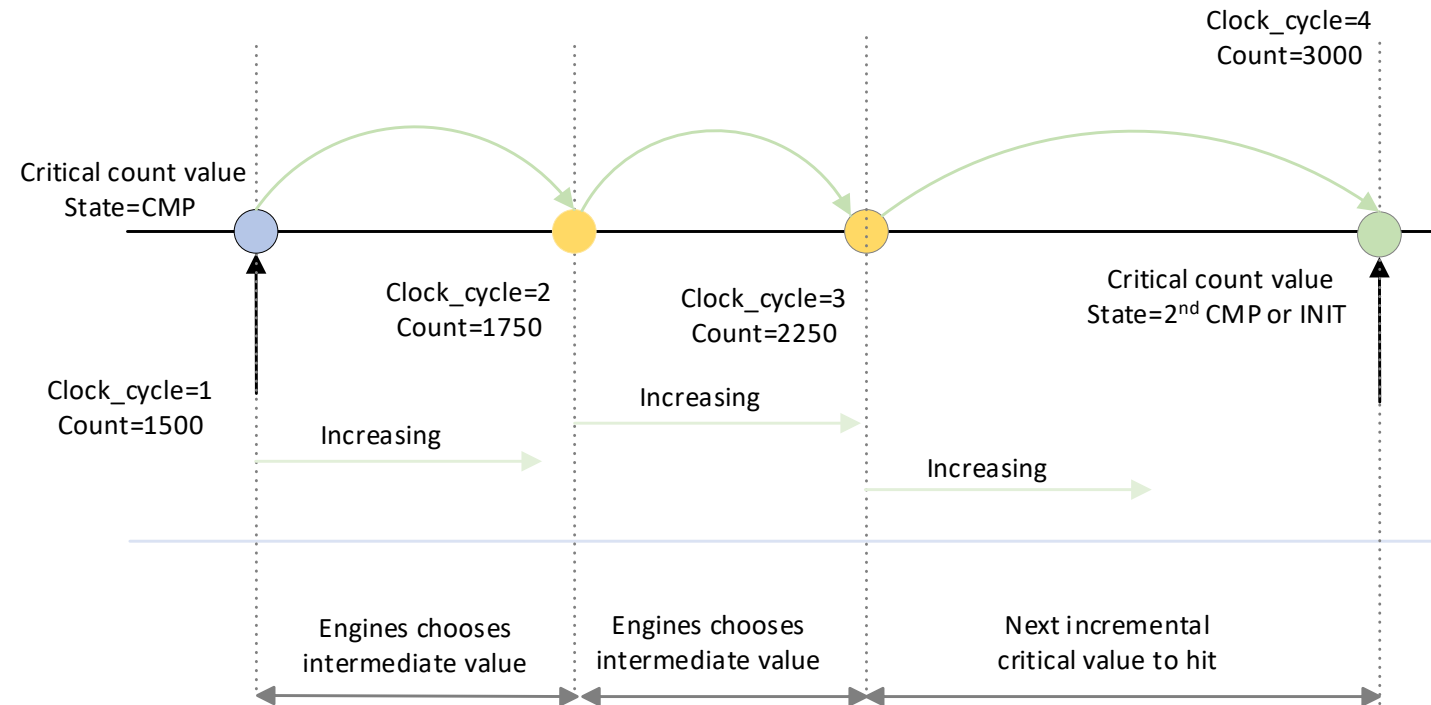 Clock_cycle=4
Count=3000
Critical count value
State=CMP
Clock_cycle=2
Count=1750
Clock_cycle=3
Count=2250
Critical count value
State=2nd CMP or INIT
Clock_cycle=1
Count=1500
Increasing
Increasing
Increasing
Engines chooses
intermediate value
Engines chooses
intermediate value
Next incremental
critical value to hit